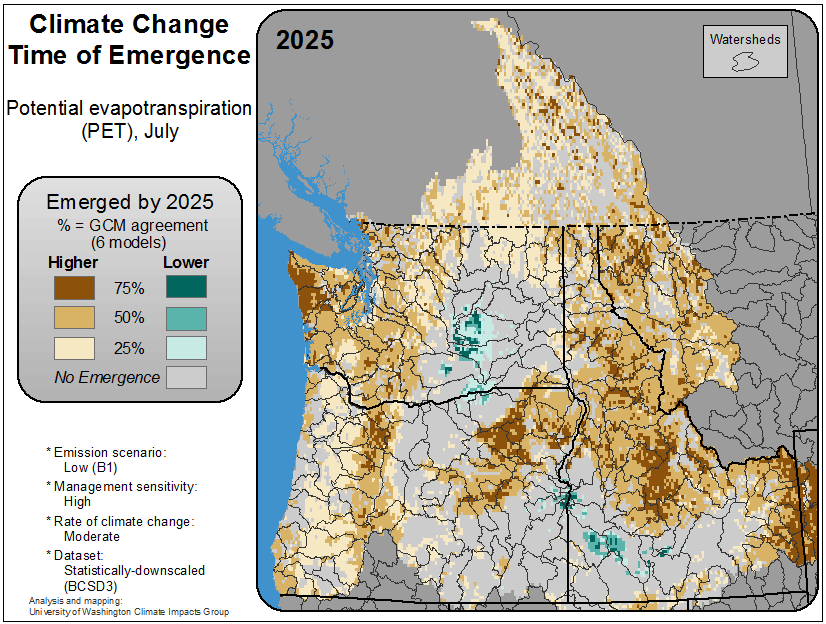 Climate Change
Time of Emergence
Potential evapotranspiration
(PET), July
Emerged by 2025
% = GCM agreement
(6 models)
Higher Lower
75%
50%
25%
No Emergence
* Emission scenario:
Low (B1)
* Management sensitivity:
High
* Rate of climate change:
Moderate
* Dataset:
Statistically-downscaled
(BCSD3)
Analysis and mapping:
University of Washington Climate Impacts Group
2025
Watersheds